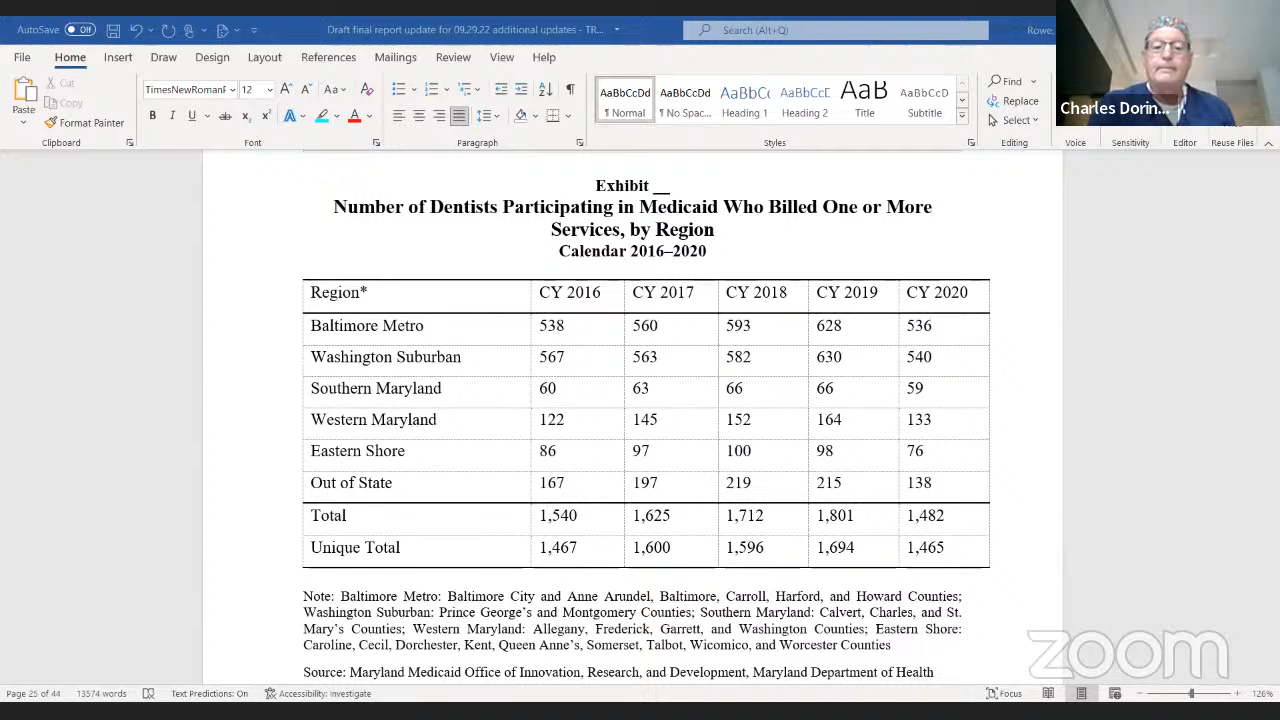 AutoSave Off Draft final report update for 09.29.22 additional updates - TR... Search (Alt+Q) Rowe,
File Home Insert Draw Design Layout References Mailings Review View Help
Paste Cut Copy Format Painter TimesNewRomanP 12 Aa AaBbCcDd AaBbCcDd AaBbC( AaBbCcC AaB AaBbCcD Find Replace Select
¶ Normal ¶ No Spac... Heading 1 Heading 2 Title Subtitle
Clipboard Font Paragraph Styles Editing Voice Sensitivity Editor Reuse Files
Charles Dorin...
Exhibit __
Number of Dentists Participating in Medicaid Who Billed One or More
Services, by Region
Calendar 2016–2020
Region* CY 2016 CY 2017 CY 2018 CY 2019 CY 2020
Baltimore Metro 538 560 593 628 536
Washington Suburban 567 563 582 630 540
Southern Maryland 60 63 66 66 59
Western Maryland 122 145 152 164 133
Eastern Shore 86 97 100 98 76
Out of State 167 197 219 215 138
Total 1,540 1,625 1,712 1,801 1,482
Unique Total 1,467 1,600 1,596 1,694 1,465
Note: Baltimore Metro: Baltimore City and Anne Arundel, Baltimore, Carroll, Harford, and Howard Counties;
Washington Suburban: Prince George's and Montgomery Counties; Southern Maryland: Calvert, Charles, and St.
Mary's Counties; Western Maryland: Allegany, Frederick, Garrett, and Washington Counties; Eastern Shore:
Caroline, Cecil, Dorchester, Kent, Queen Anne's, Somerset, Talbot, Wicomico, and Worcester Counties
Source: Maryland Medicaid Office of Innovation, Research, and Development, Maryland Department of Health
zoom
Page 25 of 44 13574 words Text Predictions: On Accessibility: Investigate Focus 126%